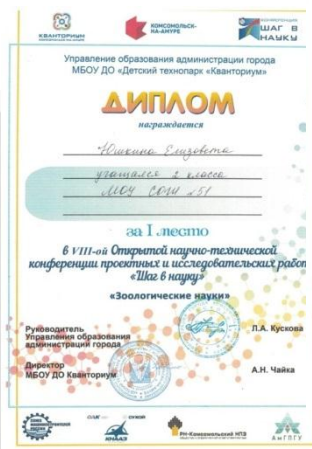 КВАНТОРИУМ
КОМСОМОЛЬСК-
НА-АМУРЕ
ШАГ В
НАУКУ
Управление образования администрации города
МБОУ ДО «Детский технопарк «Кванториум»
ДИПЛОМ
награждается
Юшкина Елизавета
учащаяся 2 класса
МОУ СОШ №51
за I место
в VIII-ой Открытой научно-технической
конференции проектных и исследовательских работ
«Шаг в науку»
«Зоологические науки»
Руководитель
Управления образования
администрации города
Л.А. Кускова
Директор
МБОУ ДО Кванториум
А.Н. Чайка
КНААЗ
РН-Комсомольский НПЗ
АмГПГУ